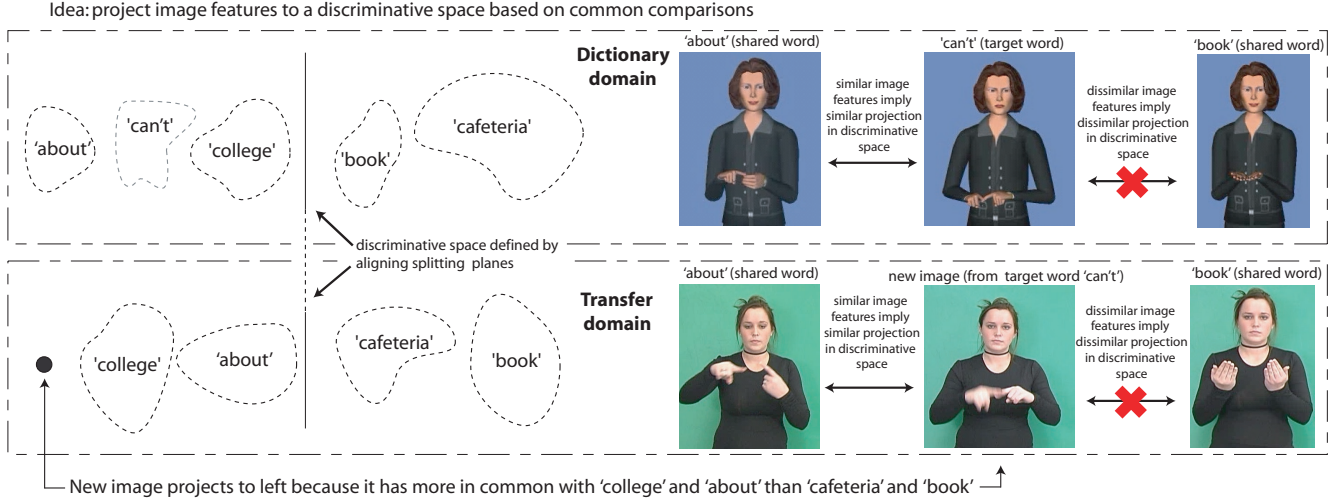 Idea: project image features to a discriminative space based on common comparisons
Dictionary
domain
'about' (shared word)
'can't' (target word)
'book' (shared word)
similar image
features imply
similar projection
in discriminative
space
dissimilar image
features imply
dissimilar projection
in discriminative
space
'about'
'can't'
'college'
'book'
'cafeteria'
discriminative space defined by
aligning splitting planes
Transfer
domain
'about' (shared word)
new image (from target word 'can't')
'book' (shared word)
similar image
features imply
similar projection
in discriminative
space
dissimilar image
features imply
dissimilar projection
in discriminative
space
'college'
'about'
'cafeteria'
'book'
New image projects to left because it has more in common with 'college' and 'about' than 'cafeteria' and 'book'